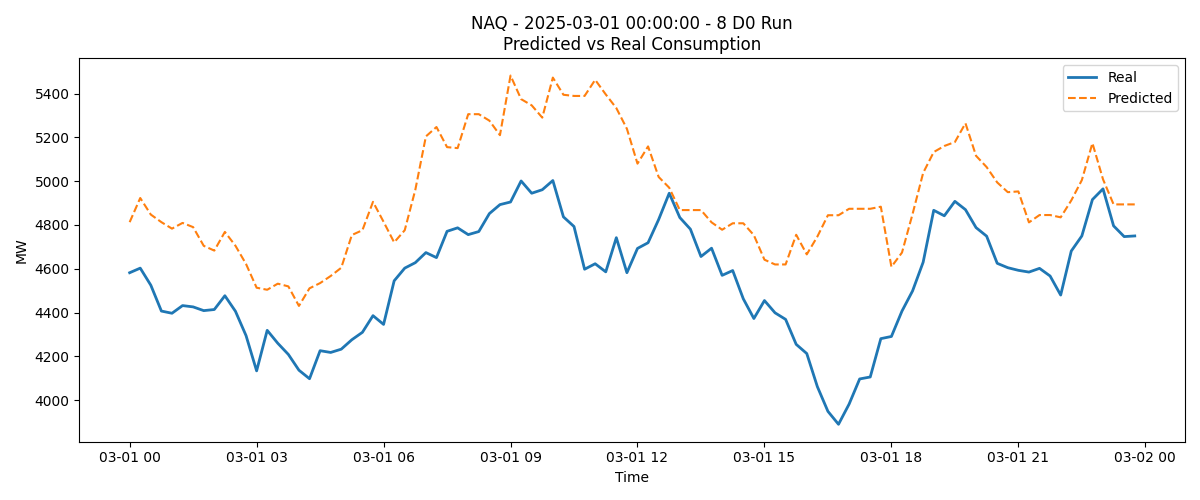 NAQ - 2025-03-01 00:00:00 - 8 D0 Run
Predicted vs Real Consumption
Real
Predicted
MW
5400
5200
5000
4800
4600
4400
4200
4000
03-01 00
03-01 03
03-01 06
03-01 09
03-01 12
03-01 15
03-01 18
03-01 21
03-02 00
Time